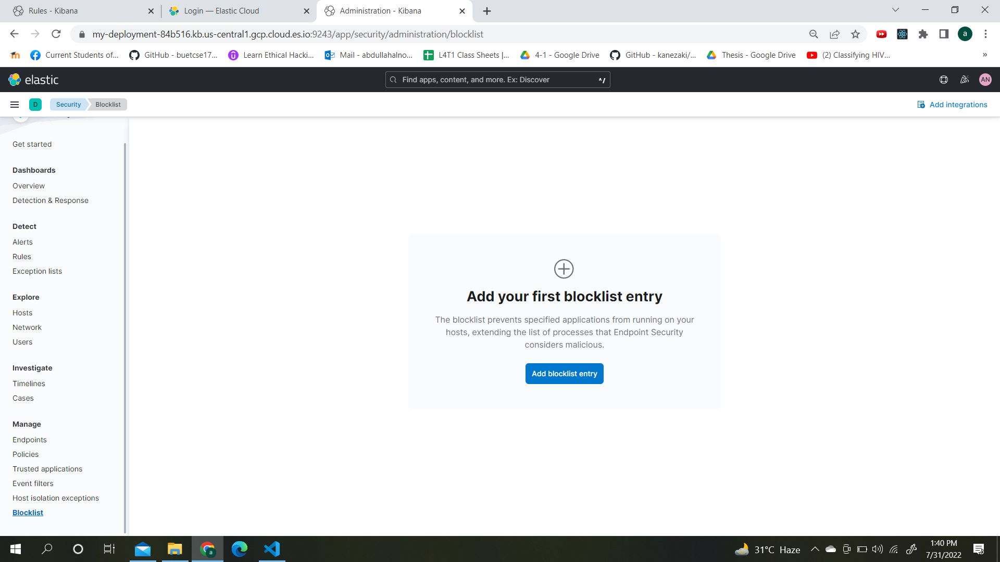 Rules - Kibana
Login — Elastic Cloud
Administration - Kibana
my-deployment-84b516.kb.us-central1.gcp.cloud.es.io:9243/app/security/administration/blocklist
a
Current Students of...
GitHub - buetcse17...
Learn Ethical Hacki...
Mail - abdullahalno...
L4T1 Class Sheets |...
4-1 - Google Drive
GitHub - kanezaki/...
Thesis - Google Drive
(2) Classifying HIV...
»
elastic
Find apps, content, and more. Ex: Discover
^/
AN
D
Security
Blocklist
Add integrations
Get started
Dashboards
Overview
Detection & Response
Detect
Alerts
Rules
Exception lists
Explore
Hosts
Network
Users
Investigate
Timelines
Cases
Manage
Endpoints
Policies
Trusted applications
Event filters
Host isolation exceptions
Blocklist
Add your first blocklist entry
The blocklist prevents specified applications from running on your
hosts, extending the list of processes that Endpoint Security
considers malicious.
Add blocklist entry
31°C Haze
1:40 PM
7/31/2022